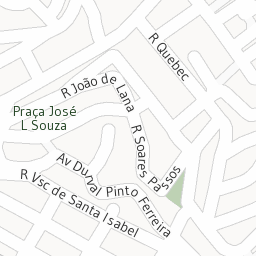 R Quebec
R João de Lana
Praça José
L Souza
R Soares Passos
Av Durval Pinto Ferreira
R Vsc de Santa Isabel